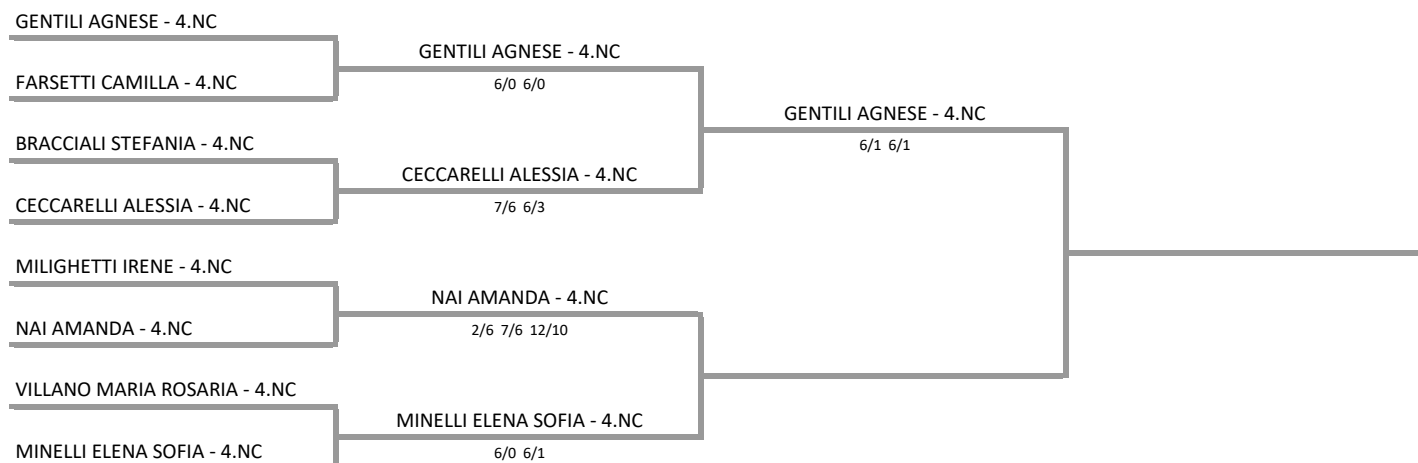 GENTILI AGNESE - 4.NC
GENTILI AGNESE - 4.NC
FARSETTI CAMILLA - 4.NC
6/0 6/0
GENTILI AGNESE - 4.NC
BRACCIALI STEFANIA - 4.NC
6/1 6/1
CECCARELLI ALESSIA - 4.NC
CECCARELLI ALESSIA - 4.NC
7/6 6/3
MILIGHETTI IRENE - 4.NC
NAI AMANDA - 4.NC
NAI AMANDA - 4.NC
2/6 7/6 12/10
VILLANO MARIA ROSARIA - 4.NC
MINELLI ELENA SOFIA - 4.NC
MINELLI ELENA SOFIA - 4.NC
6/0 6/1